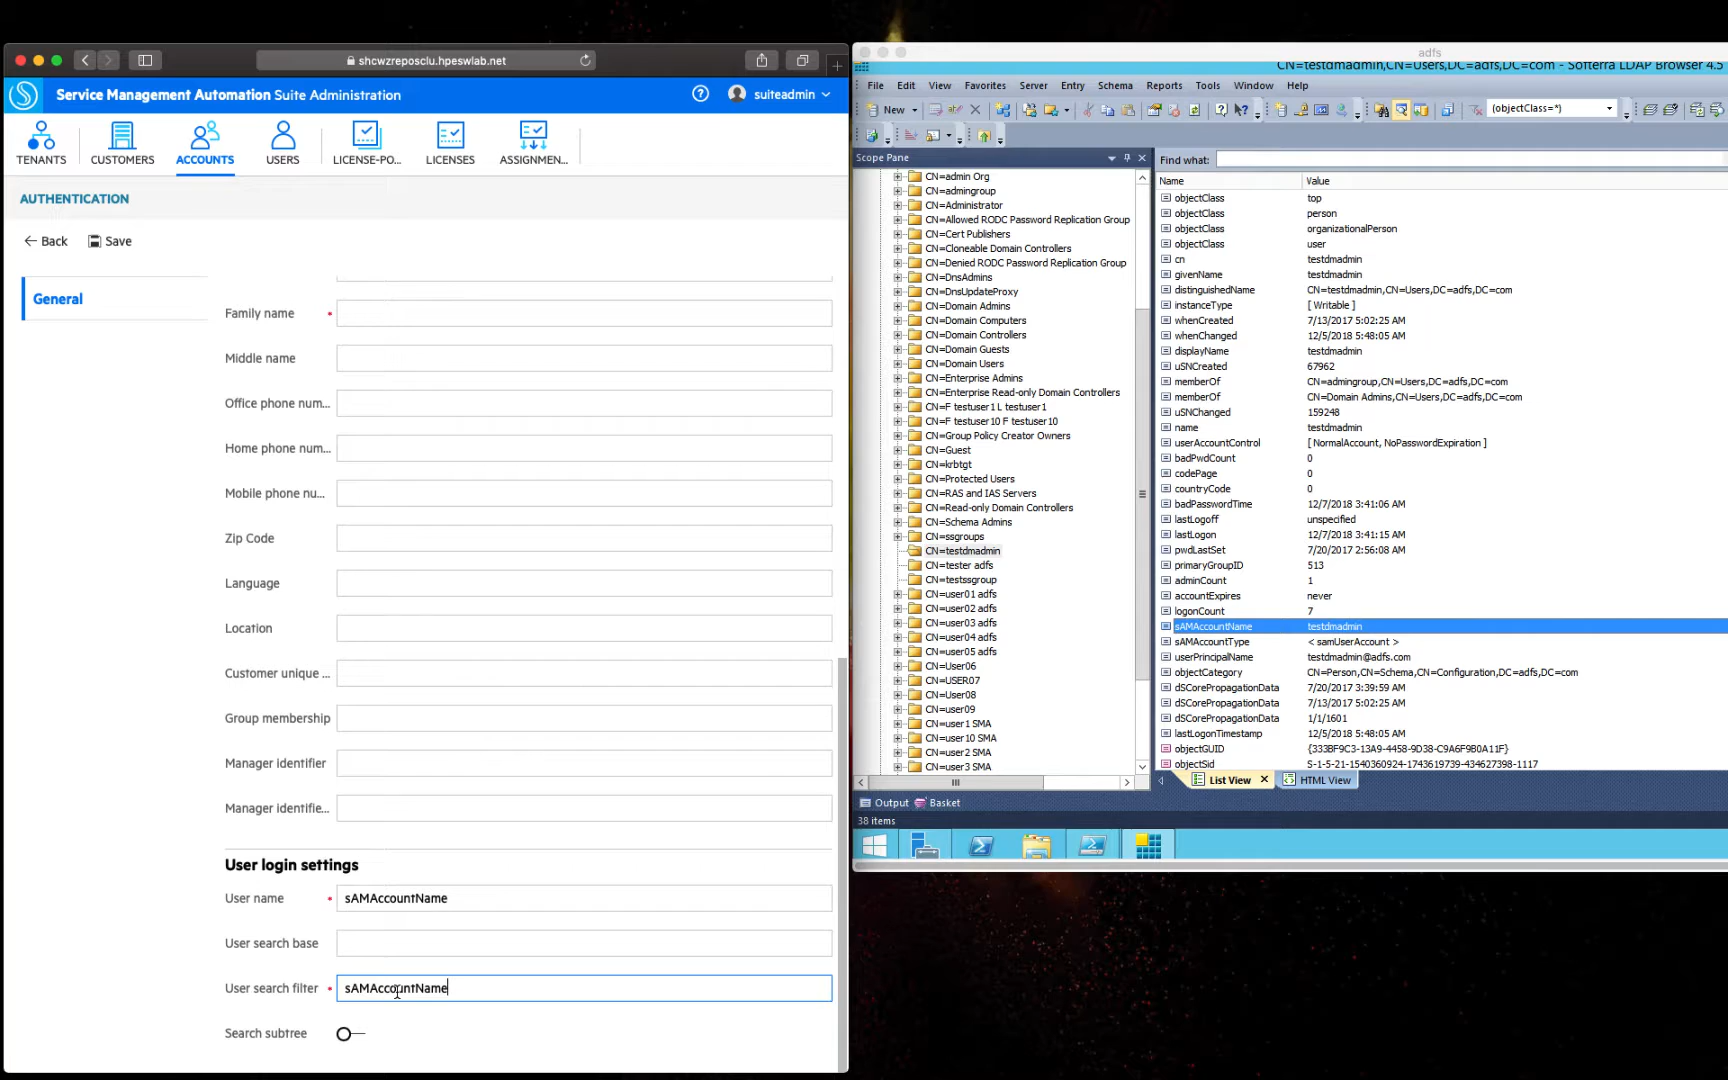 shcwzreposclu.hpeswlab.net
Service Management Automation Suite Administration
suiteadmin
TENANTS
CUSTOMERS
ACCOUNTS
USERS
LICENSE-PO...
LICENSES
ASSIGNMEN...
AUTHENTICATION
Back
Save
General
Family name
Middle name
Office phone num...
Home phone num...
Mobile phone nu...
Zip Code
Language
Location
Customer unique ...
Group membership
Manager identifier
Manager identifie...
User login settings
User name sAMAccountName
User search base
User search filter sAMAccountName
Search subtree
adfs
CN=testdmadmin,CN=Users,DC=adfs,DC=com - Softerra LDAP Browser 4.5
File Edit View Favorites Server Entry Schema Reports Tools Window Help
New
(objectClass=*)
Scope Pane
CN=admin Org
CN=admingroup
CN=Administrator
CN=Allowed RODC Password Replication Group
CN=Cert Publishers
CN=Cloneable Domain Controllers
CN=Denied RODC Password Replication Group
CN=DnsAdmins
CN=DnsUpdateProxy
CN=Domain Admins
CN=Domain Computers
CN=Domain Controllers
CN=Domain Guests
CN=Domain Users
CN=Enterprise Admins
CN=Enterprise Read-only Domain Controllers
CN=F testuser1 L testuser1
CN=F testuser10 F testuser10
CN=Group Policy Creator Owners
CN=Guest
CN=krbtgt
CN=Protected Users
CN=RAS and IAS Servers
CN=Read-only Domain Controllers
CN=Schema Admins
CN=ssgroups
CN=testdmadmin
CN=tester adfs
CN=testssgroup
CN=user01 adfs
CN=user02 adfs
CN=user03 adfs
CN=user04 adfs
CN=user05 adfs
CN=User06
CN=USER07
CN=User08
CN=user09
CN=user1 SMA
CN=user10 SMA
CN=user2 SMA
CN=user3 SMA
Find what:
Name Value
objectClass top
objectClass person
objectClass organizationalPerson
objectClass user
cn testdmadmin
givenName testdmadmin
distinguishedName CN=testdmadmin,CN=Users,DC=adfs,DC=com
instanceType [ Writable ]
whenCreated 7/13/2017 5:02:25 AM
whenChanged 12/5/2018 5:48:05 AM
displayName testdmadmin
uSNCreated 67962
memberOf CN=admingroup,CN=Users,DC=adfs,DC=com
memberOf CN=Domain Admins,CN=Users,DC=adfs,DC=com
uSNChanged 159248
name testdmadmin
userAccountControl [ NormalAccount, NoPasswordExpiration ]
badPwdCount 0
codePage 0
countryCode 0
badPasswordTime 12/7/2018 3:41:06 AM
lastLogoff unspecified
lastLogon 12/7/2018 3:41:15 AM
pwdLastSet 7/20/2017 2:56:08 AM
primaryGroupID 513
adminCount 1
accountExpires never
logonCount 7
sAMAccountName testdmadmin
sAMAccountType < samUserAccount >
userPrincipalName testdmadmin@adfs.com
objectCategory CN=Person,CN=Schema,CN=Configuration,DC=adfs,DC=com
dSCorePropagationData 7/20/2017 3:39:59 AM
dSCorePropagationData 7/13/2017 5:02:25 AM
dSCorePropagationData 1/1/1601
lastLogonTimestamp 12/5/2018 5:48:05 AM
objectGUID {333BF9C3-13A9-4458-9D38-C9A6F9B0A11F}
objectSid S-1-5-21-1540360924-1743619739-434627398-1117
List View
HTML View
Output
Basket
38 items